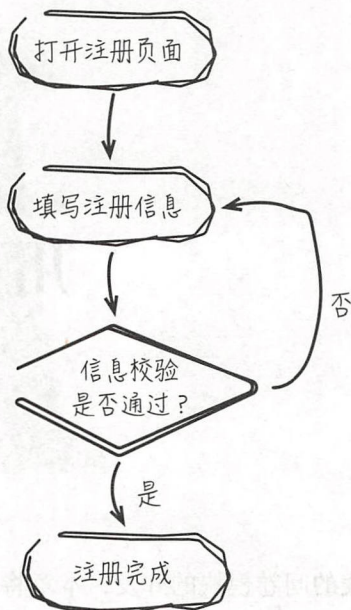 打开注册页面
填写注册信息
否
信息校验
是否通过？
是
注册完成